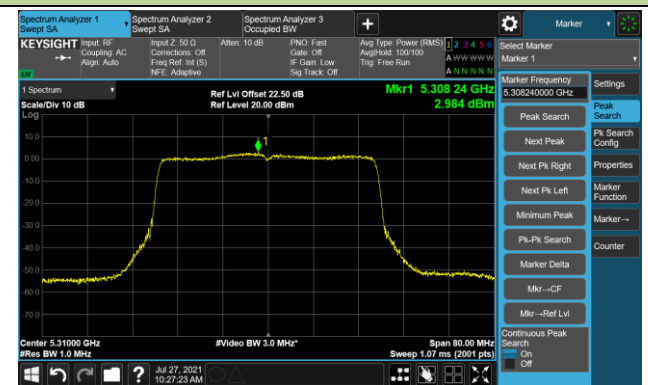 Spectrum Analyzer 1
Swept SA
Spectrum Analyzer 2
Swept SA
Spectrum Analyzer 3
Occupied BW
+
Marker
KEYSIGHT
Input: RF
Coupling: AC
Align: Auto
Input Z: 50 Ω
Corrections: Off
Freq Ref: Int (S)
NFE: Adaptive
Atten: 10 dB
PNO: Fast
Gate: Off
IF Gain: Low
Sig Track: Off
Avg Type: Power (RMS)
Avg|Hold: 100/100
Trig: Free Run
1 2 3 4 5 6
A W W W W W
A N N N N N
Select Marker
Marker 1
1 Spectrum
Scale/Div 10 dB
Log
Ref Lvl Offset 22.50 dB
Ref Level 20.00 dBm
Mkr1 5.308 24 GHz
2.984 dBm
10.0
0.00
-10.0
-20.0
-30.0
-40.0
-50.0
-60.0
-70.0
1
Center 5.31000 GHz
#Res BW 1.0 MHz
#Video BW 3.0 MHz*
Span 80.00 MHz
Sweep 1.07 ms (2001 pts)
Marker Frequency
5.308240000 GHz
Peak Search
Next Peak
Next Pk Right
Next Pk Left
Minimum Peak
Pk-Pk Search
Marker Delta
Mkr→CF
Mkr→Ref Lvl
Continuous Peak
Search
On
Off
Settings
Peak
Search
Pk Search
Config
Properties
Marker
Function
Marker→
Counter
?
Jul 27, 2021
10:27:23 AM